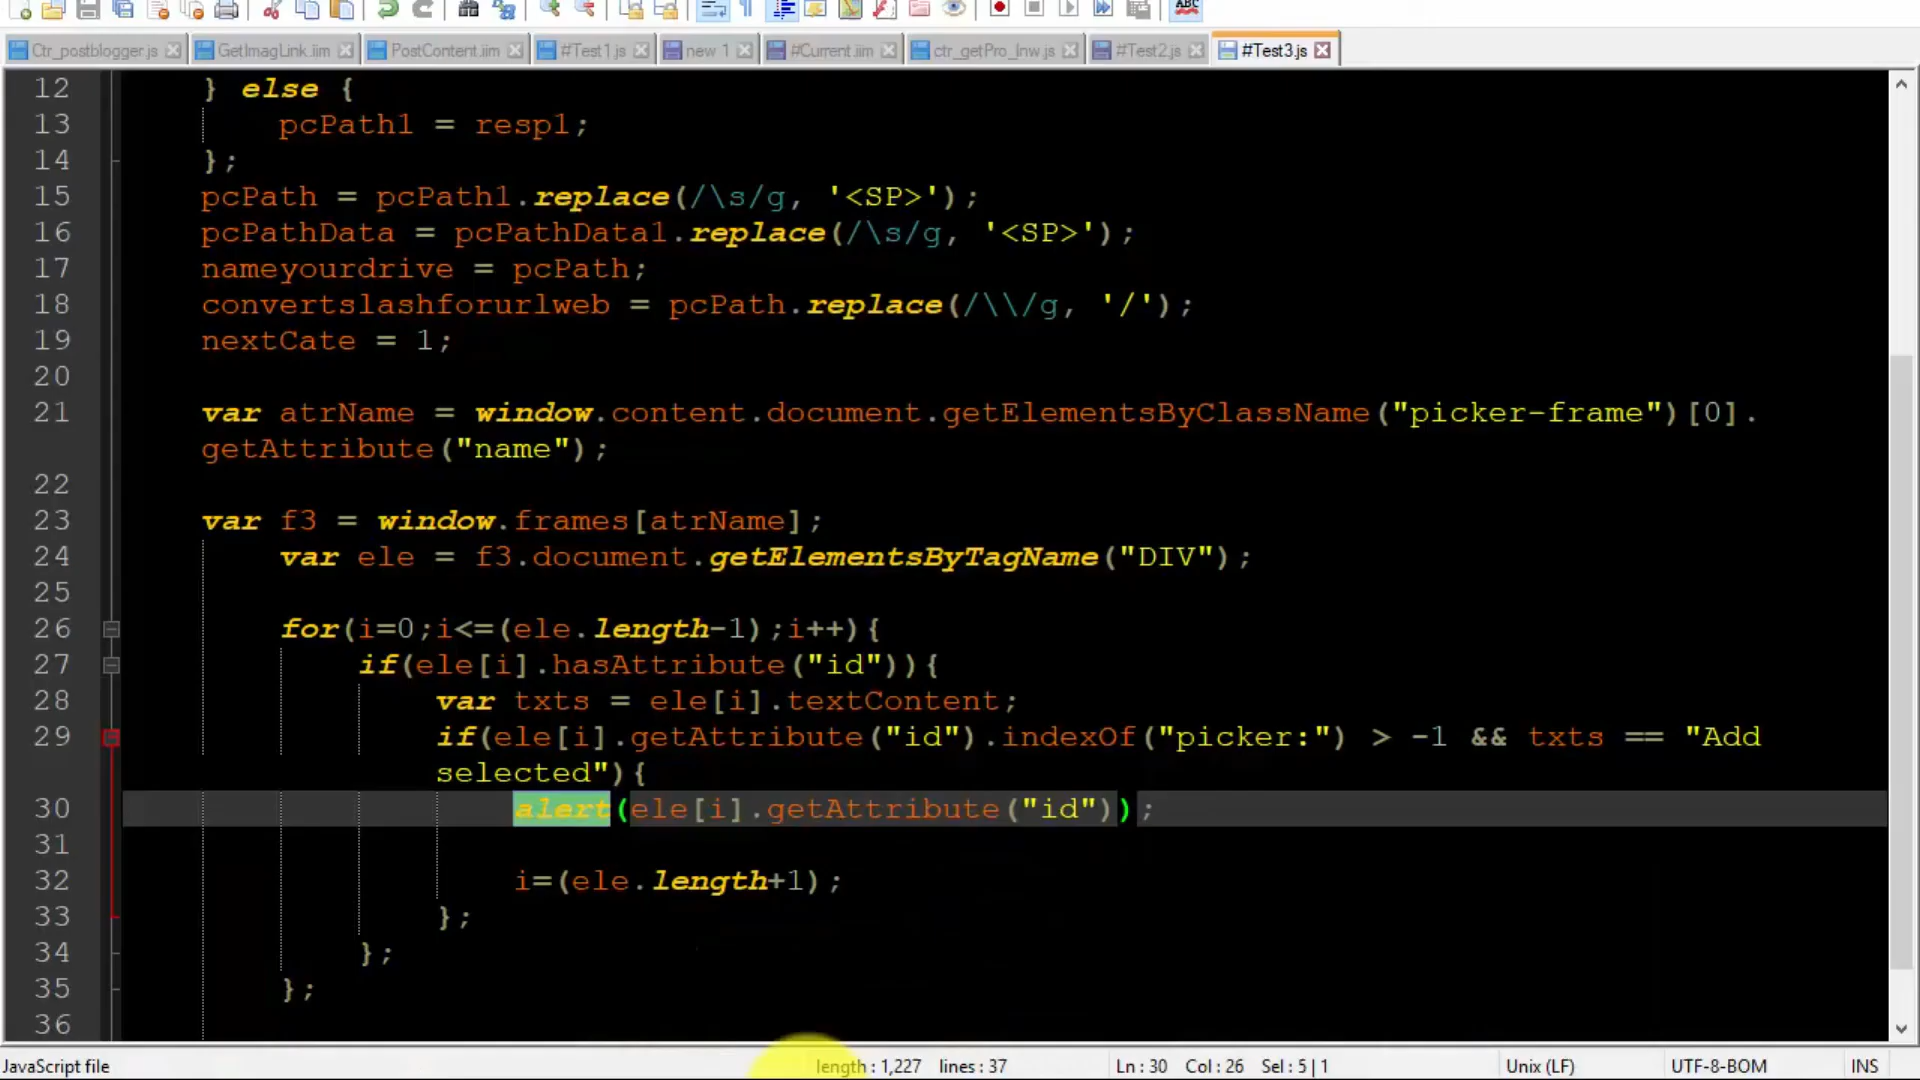 ABC
Ctr_postblogger.js GetImagLink.iim PostContent.iim #Test1.js new 1 #Current.iim ctr_getPro_lnw.js #Test2.js #Test3.js
12 } else {
13 pcPath1 = resp1;
14 };
15 pcPath = pcPath1.replace(/\s/g, '<SP>');
16 pcPathData = pcPathData1.replace(/\s/g, '<SP>');
17 nameyourdrive = pcPath;
18 convertslashforurlweb = pcPath.replace(/\\/g, '/');
19 nextCate = 1;
20
21 var atrName = window.content.document.getElementsByClassName("picker-frame")[0].
getAttribute("name");
22
23 var f3 = window.frames[atrName];
24 var ele = f3.document.getElementsByTagName("DIV");
25
26 for(i=0;i<=(ele.length-1);i++){
27 if(ele[i].hasAttribute("id")){
28 var txts = ele[i].textContent;
29 if(ele[i].getAttribute("id").indexOf("picker:") > -1 && txts == "Add
selected"){
30 alert(ele[i].getAttribute("id"));
31
32 i=(ele.length+1);
33 };
34 };
35 };
36
JavaScript file length : 1,227 lines : 37 Ln : 30 Col : 26 Sel : 5 | 1 Unix (LF) UTF-8-BOM INS